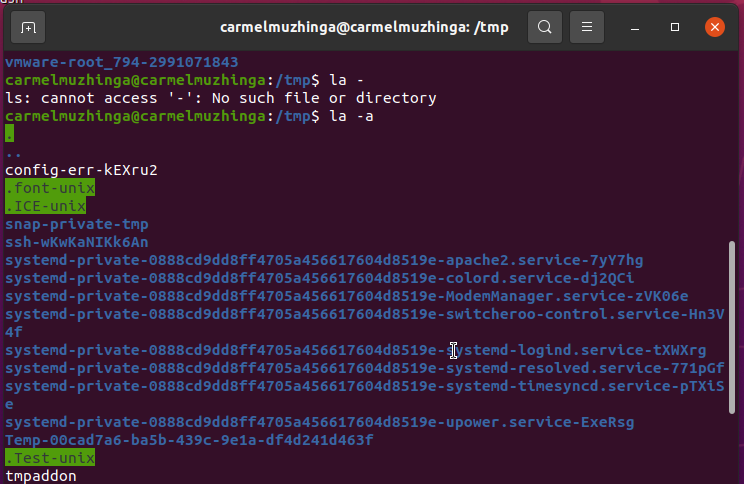 carmelmuzhinga@carmelmuzhinga: /tmp
vmware-root_794-2991071843
carmelmuzhinga@carmelmuzhinga:/tmp$ la -
ls: cannot access '-': No such file or directory
carmelmuzhinga@carmelmuzhinga:/tmp$ la -a
.
..
config-err-kEXru2
.font-unix
.ICE-unix
snap-private-tmp
ssh-wKwKaNIKk6An
systemd-private-0888cd9dd8ff4705a456617604d8519e-apache2.service-7yY7hg
systemd-private-0888cd9dd8ff4705a456617604d8519e-colord.service-dj2QCi
systemd-private-0888cd9dd8ff4705a456617604d8519e-ModemManager.service-zVK06e
systemd-private-0888cd9dd8ff4705a456617604d8519e-switcheroo-control.service-Hn3V
4f
systemd-private-0888cd9dd8ff4705a456617604d8519e-systemd-logind.service-tXWXrg
systemd-private-0888cd9dd8ff4705a456617604d8519e-systemd-resolved.service-771pGf
systemd-private-0888cd9dd8ff4705a456617604d8519e-systemd-timesyncd.service-pTXiS
e
systemd-private-0888cd9dd8ff4705a456617604d8519e-upower.service-ExeRsg
Temp-00cad7a6-ba5b-439c-9e1a-df4d241d463f
.Test-unix
tmpaddon